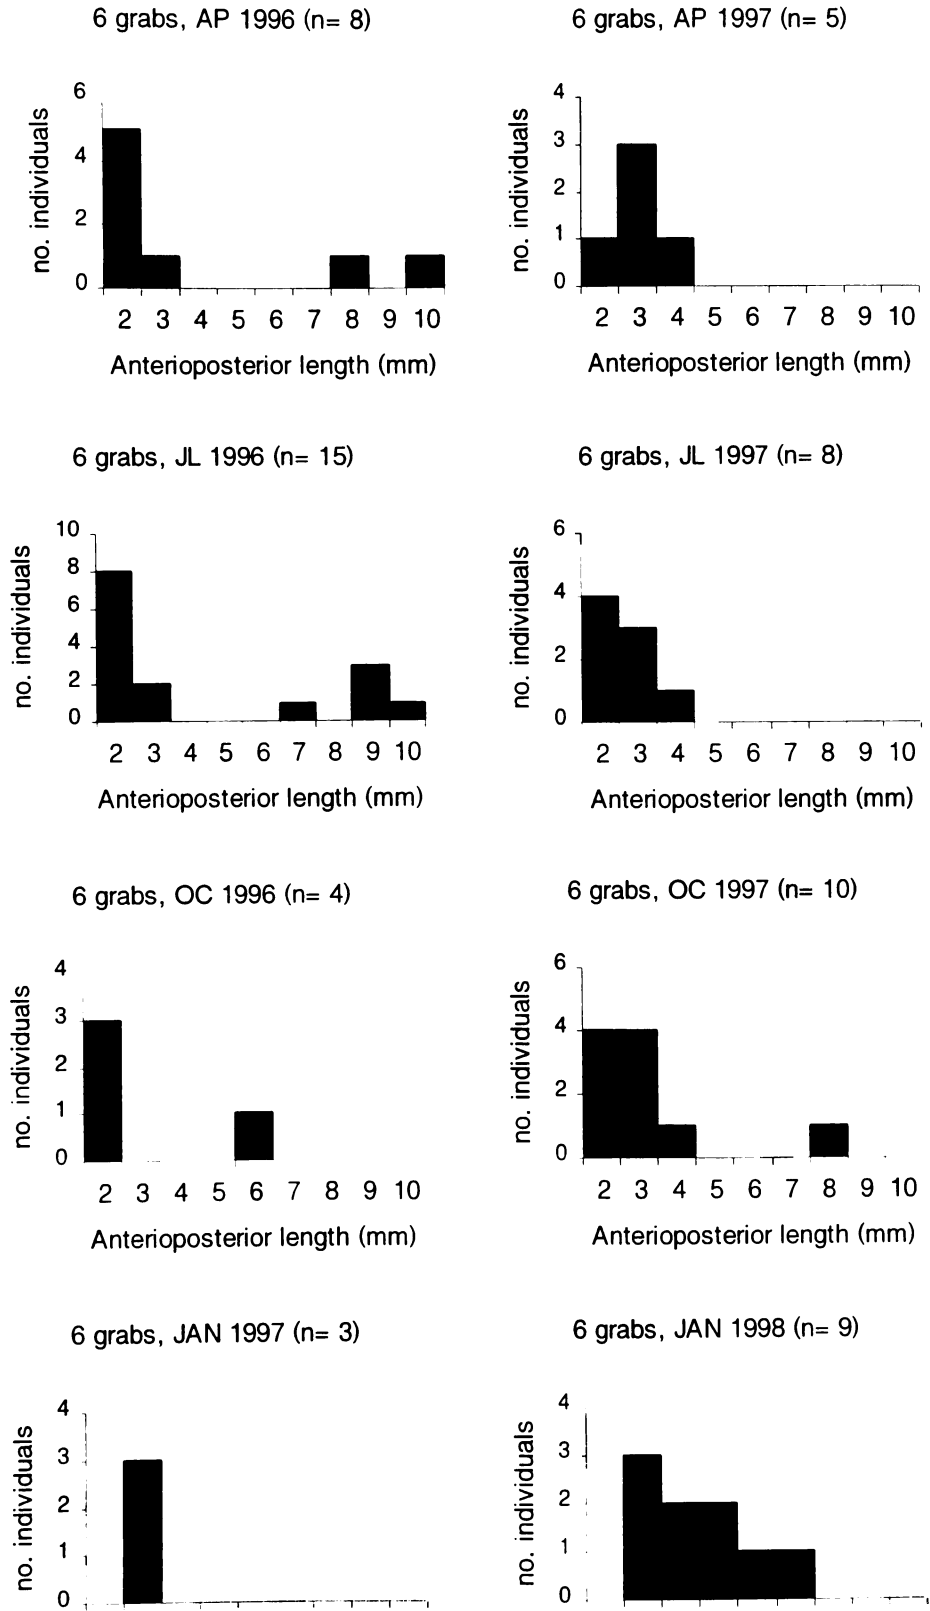 6 grabs, AP 1996 (n= 8)
6
4
2
0
no. individuals
2 3 4 5 6 7 8 9 10
Anterioposterior length (mm)
6 grabs, AP 1997 (n= 5)
4
3
2
1
0
no. individuals
2 3 4 5 6 7 8 9 10
Anterioposterior length (mm)
6 grabs, JL 1996 (n= 15)
10
8
6
4
2
0
no. individuals
2 3 4 5 6 7 8 9 10
Anterioposterior length (mm)
6 grabs, JL 1997 (n= 8)
6
4
2
0
no. individuals
2 3 4 5 6 7 8 9 10
Anterioposterior length (mm)
6 grabs, OC 1996 (n= 4)
4
3
2
1
0
no. individuals
2 3 4 5 6 7 8 9 10
Anterioposterior length (mm)
6 grabs, OC 1997 (n= 10)
6
4
2
0
no. individuals
2 3 4 5 6 7 8 9 10
Anterioposterior length (mm)
6 grabs, JAN 1997 (n= 3)
4
3
2
1
0
no. individuals
6 grabs, JAN 1998 (n= 9)
4
3
2
1
0
no. individuals